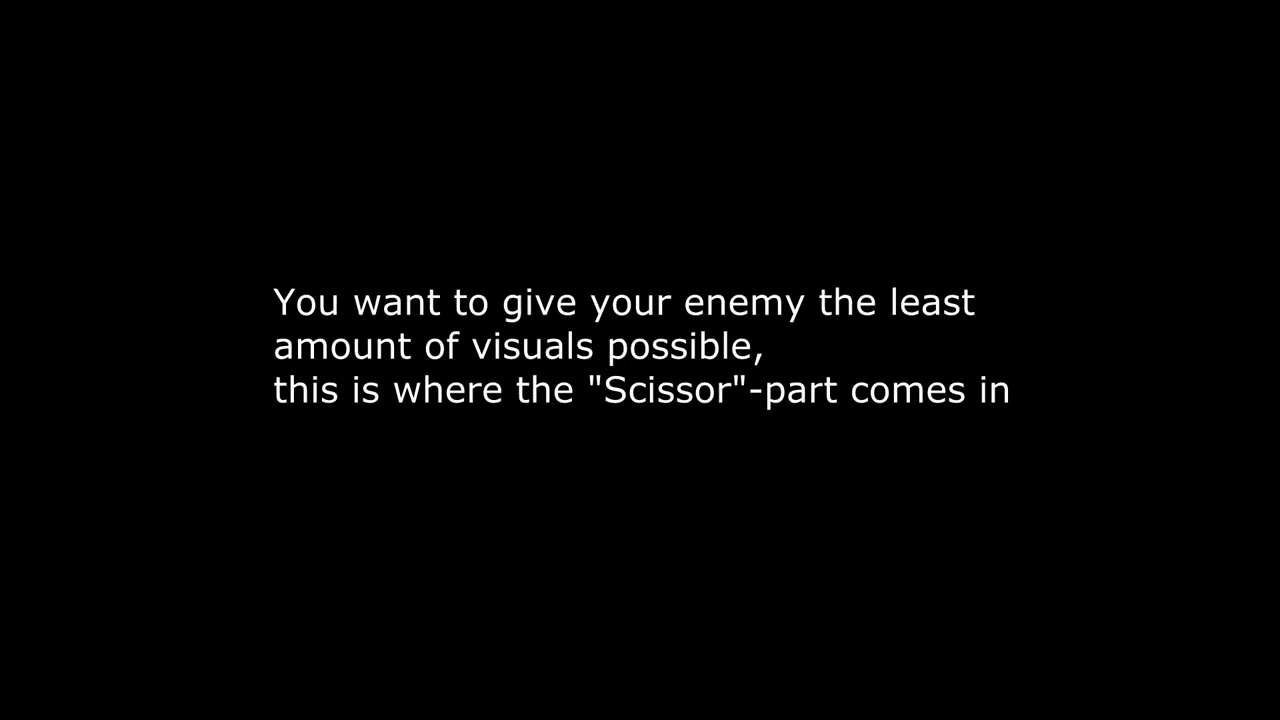 You want to give your enemy the least
amount of visuals possible,
this is where the "Scissor"-part comes in